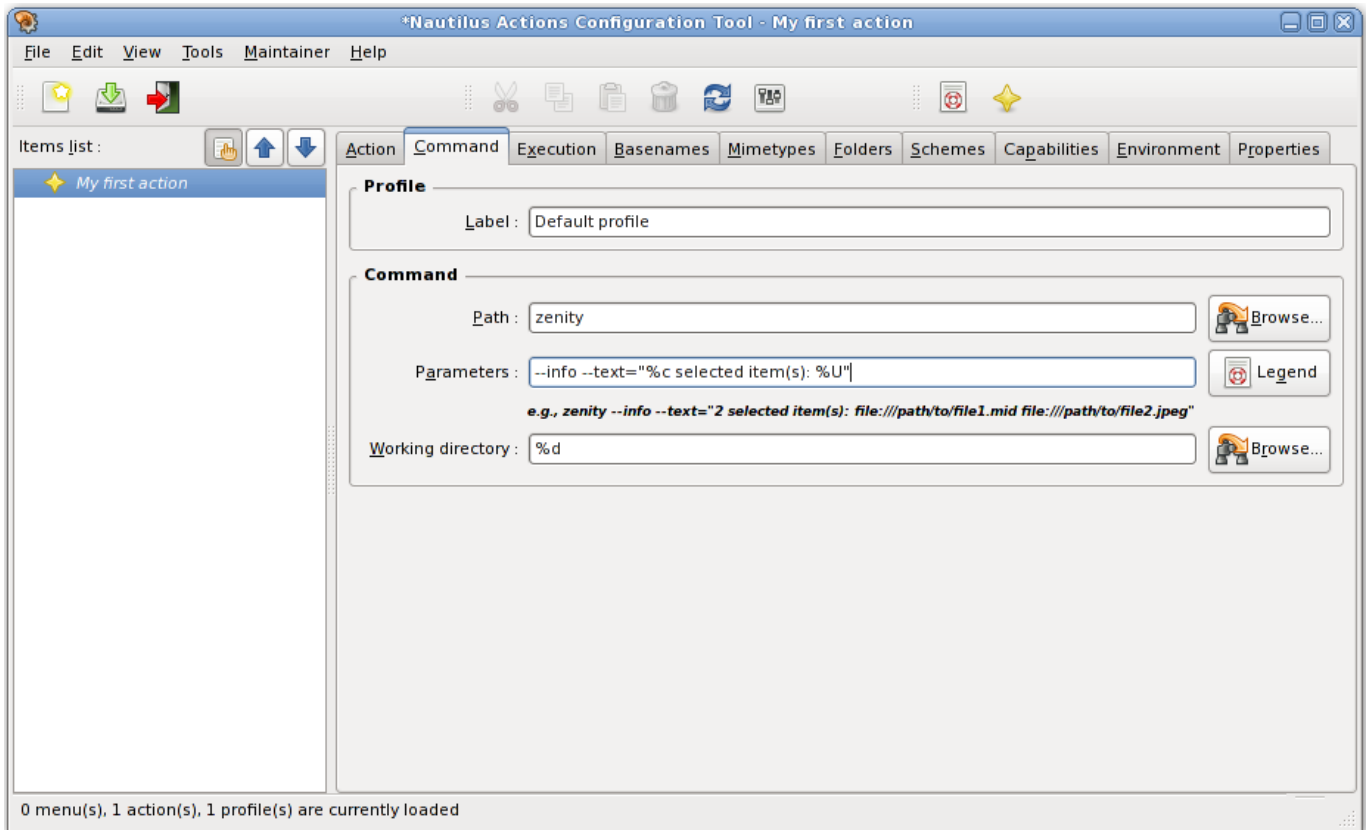 *Nautilus Actions Configuration Tool - My first action
File Edit View Tools Maintainer Help
Items list :
Action Command Execution Basenames Mimetypes Folders Schemes Capabilities Environment Properties
My first action
Profile
Label : Default profile
Command
Path : zenity Browse...
Parameters : --info --text="%c selected item(s): %U" Legend
e.g., zenity --info --text="2 selected item(s): file:///path/to/file1.mid file:///path/to/file2.jpeg"
Working directory : %d Browse...
0 menu(s), 1 action(s), 1 profile(s) are currently loaded